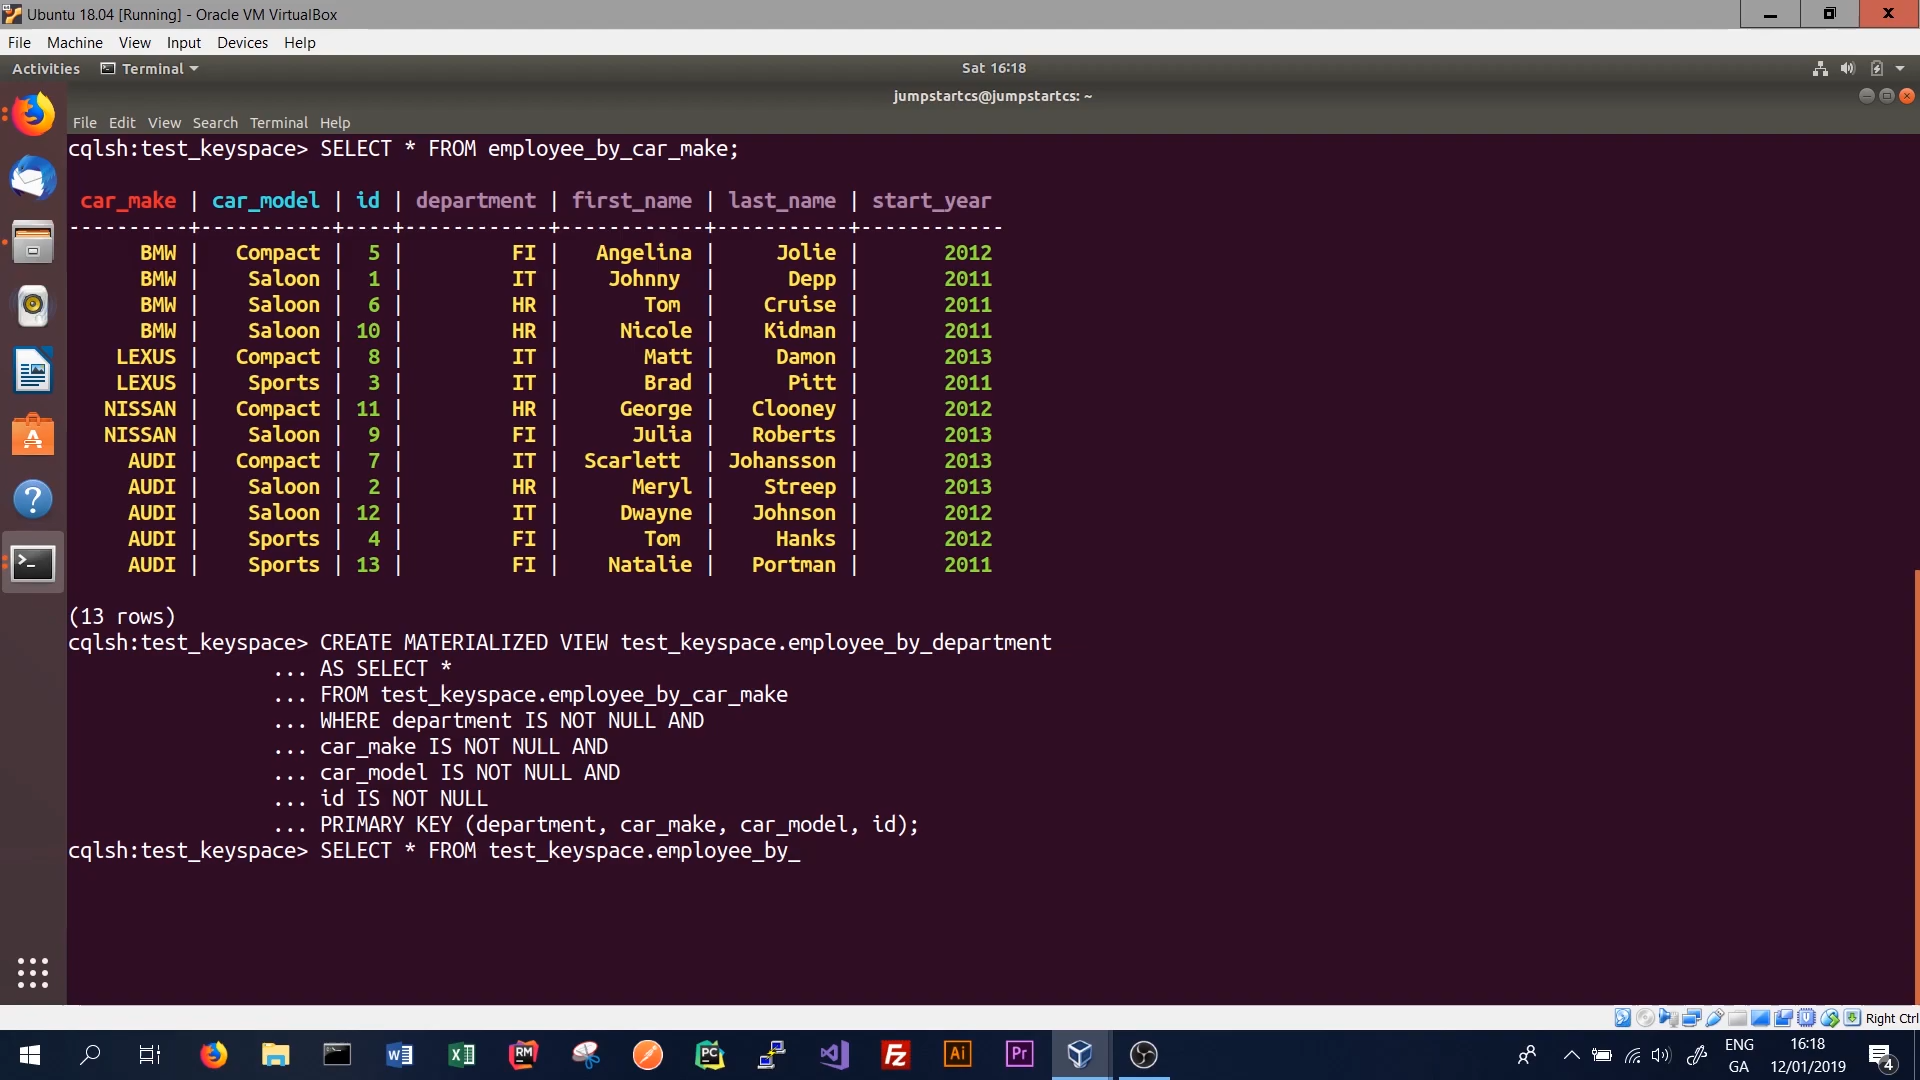 Ubuntu 18.04 [Running] - Oracle VM VirtualBox
File Machine View Input Devices Help
Activities Terminal Sat 16:18
jumpstartcs@jumpstartcs: ~
File Edit View Search Terminal Help
cqlsh:test_keyspace> SELECT * FROM employee_by_car_make;
car_make | car_model | id | department | first_name | last_name | start_year
----------+-----------+----+------------+------------+-----------+------------
BMW | Compact | 5 | FI | Angelina | Jolie | 2012
BMW | Saloon | 1 | IT | Johnny | Depp | 2011
BMW | Saloon | 6 | HR | Tom | Cruise | 2011
BMW | Saloon | 10 | HR | Nicole | Kidman | 2011
LEXUS | Compact | 8 | IT | Matt | Damon | 2013
LEXUS | Sports | 3 | IT | Brad | Pitt | 2011
NISSAN | Compact | 11 | HR | George | Clooney | 2012
NISSAN | Saloon | 9 | FI | Julia | Roberts | 2013
AUDI | Compact | 7 | IT | Scarlett | Johansson | 2013
AUDI | Saloon | 2 | HR | Meryl | Streep | 2013
AUDI | Saloon | 12 | IT | Dwayne | Johnson | 2012
AUDI | Sports | 4 | FI | Tom | Hanks | 2012
AUDI | Sports | 13 | FI | Natalie | Portman | 2011
(13 rows)
cqlsh:test_keyspace> CREATE MATERIALIZED VIEW test_keyspace.employee_by_department
... AS SELECT *
... FROM test_keyspace.employee_by_car_make
... WHERE department IS NOT NULL AND
... car_make IS NOT NULL AND
... car_model IS NOT NULL AND
... id IS NOT NULL
... PRIMARY KEY (department, car_make, car_model, id);
cqlsh:test_keyspace> SELECT * FROM test_keyspace.employee_by_
Right Ctrl
ENG 16:18
GA 12/01/2019 4